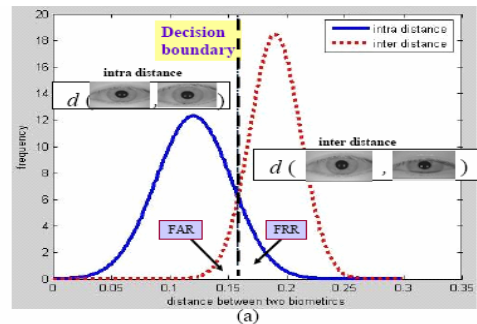 20
18
16
14
12
10
8
6
4
2
0
frequency
Decision
boundary
intra distance
inter distance
intra distance
d ( , )
inter distance
d ( , )
FAR
FRR
0 0.05 0.1 0.15 0.2 0.25 0.3 0.35
distance between two biometircs
(a)